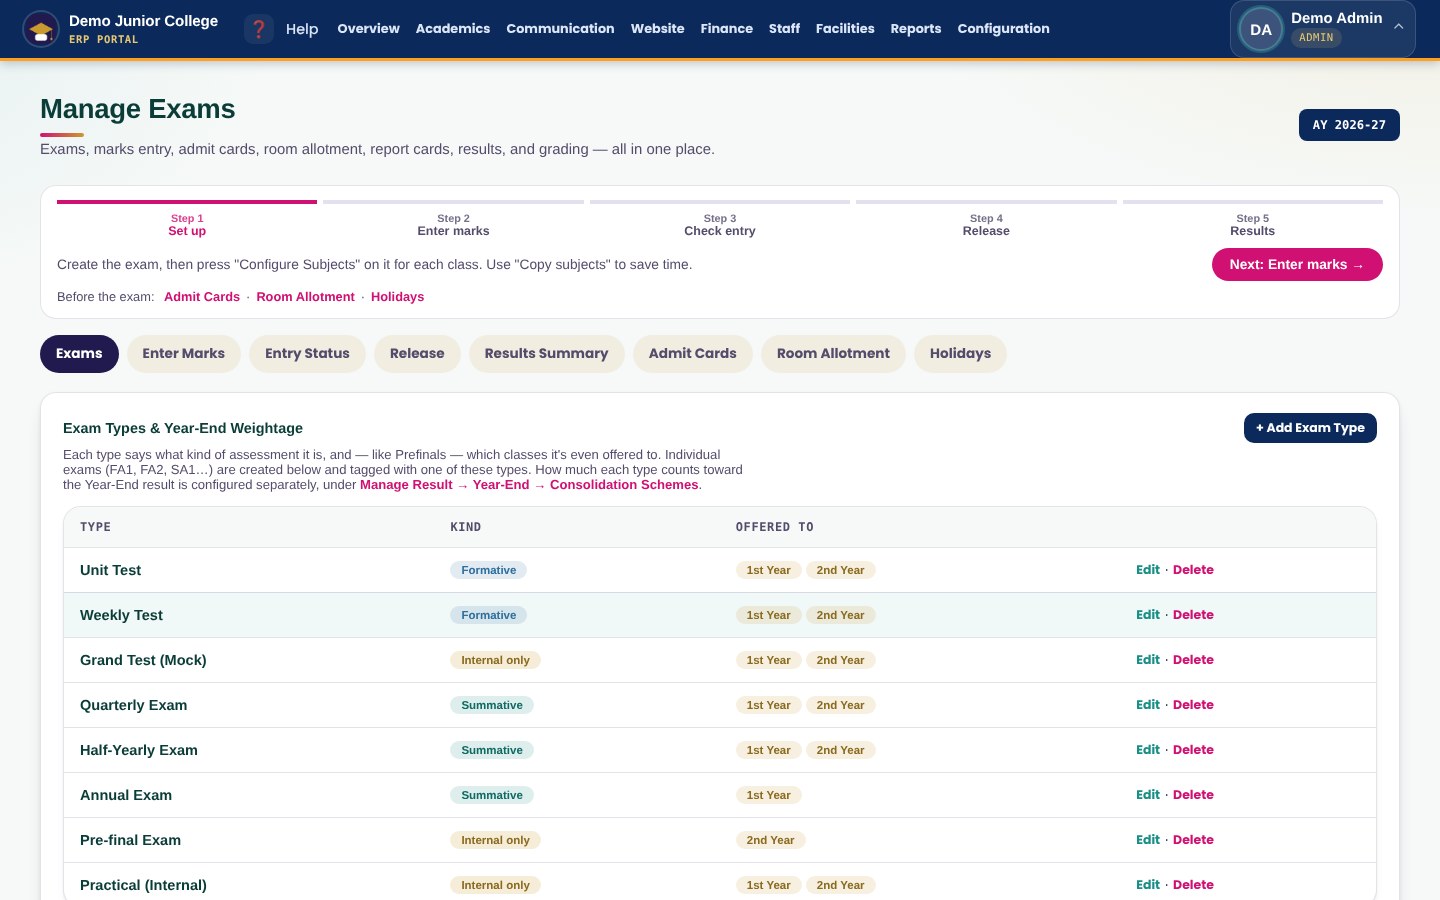 Demo Junior College
ERP PORTAL
❓ Help Overview Academics Communication Website Finance Staff Facilities Reports Configuration
DA
Demo Admin
ADMIN
Manage Exams
AY 2026-27
Exams, marks entry, admit cards, room allotment, report cards, results, and grading — all in one place.
Step 1
Set up
Step 2
Enter marks
Step 3
Check entry
Step 4
Release
Step 5
Results
Create the exam, then press "Configure Subjects" on it for each class. Use "Copy subjects" to save time.
Next: Enter marks →
Before the exam: Admit Cards · Room Allotment · Holidays
Exams Enter Marks Entry Status Release Results Summary Admit Cards Room Allotment Holidays
Exam Types & Year-End Weightage
+ Add Exam Type
Each type says what kind of assessment it is, and — like Prefinals — which classes it's even offered to. Individual
exams (FA1, FA2, SA1…) are created below and tagged with one of these types. How much each type counts toward
the Year-End result is configured separately, under Manage Result → Year-End → Consolidation Schemes.
TYPE KIND OFFERED TO
Unit Test Formative 1st Year 2nd Year Edit · Delete
Weekly Test Formative 1st Year 2nd Year Edit · Delete
Grand Test (Mock) Internal only 1st Year 2nd Year Edit · Delete
Quarterly Exam Summative 1st Year 2nd Year Edit · Delete
Half-Yearly Exam Summative 1st Year 2nd Year Edit · Delete
Annual Exam Summative 1st Year Edit · Delete
Pre-final Exam Internal only 2nd Year Edit · Delete
Practical (Internal) Internal only 1st Year 2nd Year Edit · Delete